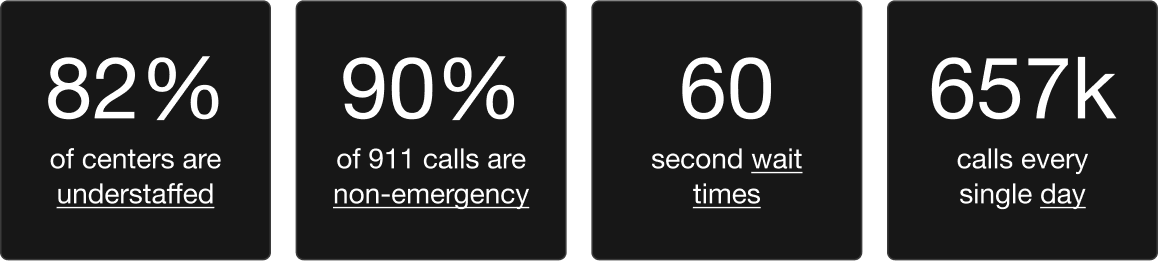 82%
of centers are
understaffed
90%
of 911 calls are
non-emergency
60
second wait
times
657k
calls every
single day